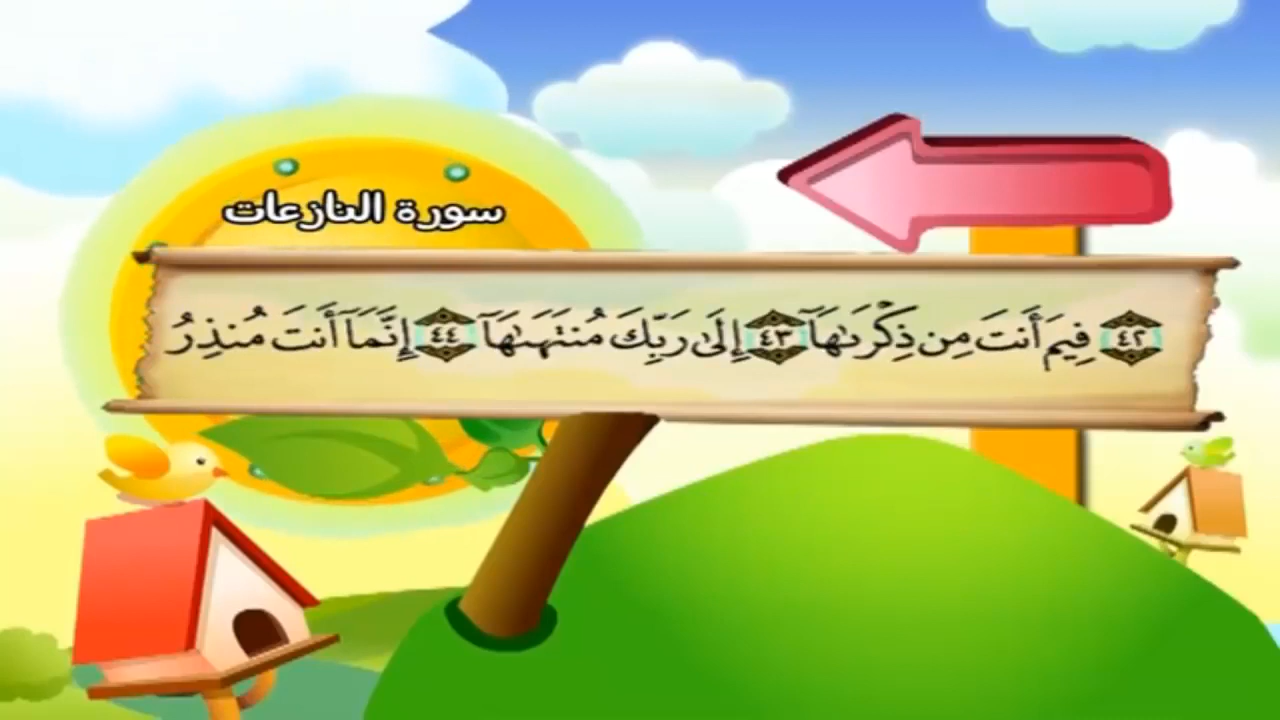 سورة النازعات
٤٢ فِيمَ أَنتَ مِن ذِكْرَىٰهَآ ٤٣ إِلَىٰ رَبِّكَ مُنتَهَىٰهَآ ٤٤ إِنَّمَآ أَنتَ مُنذِرُ